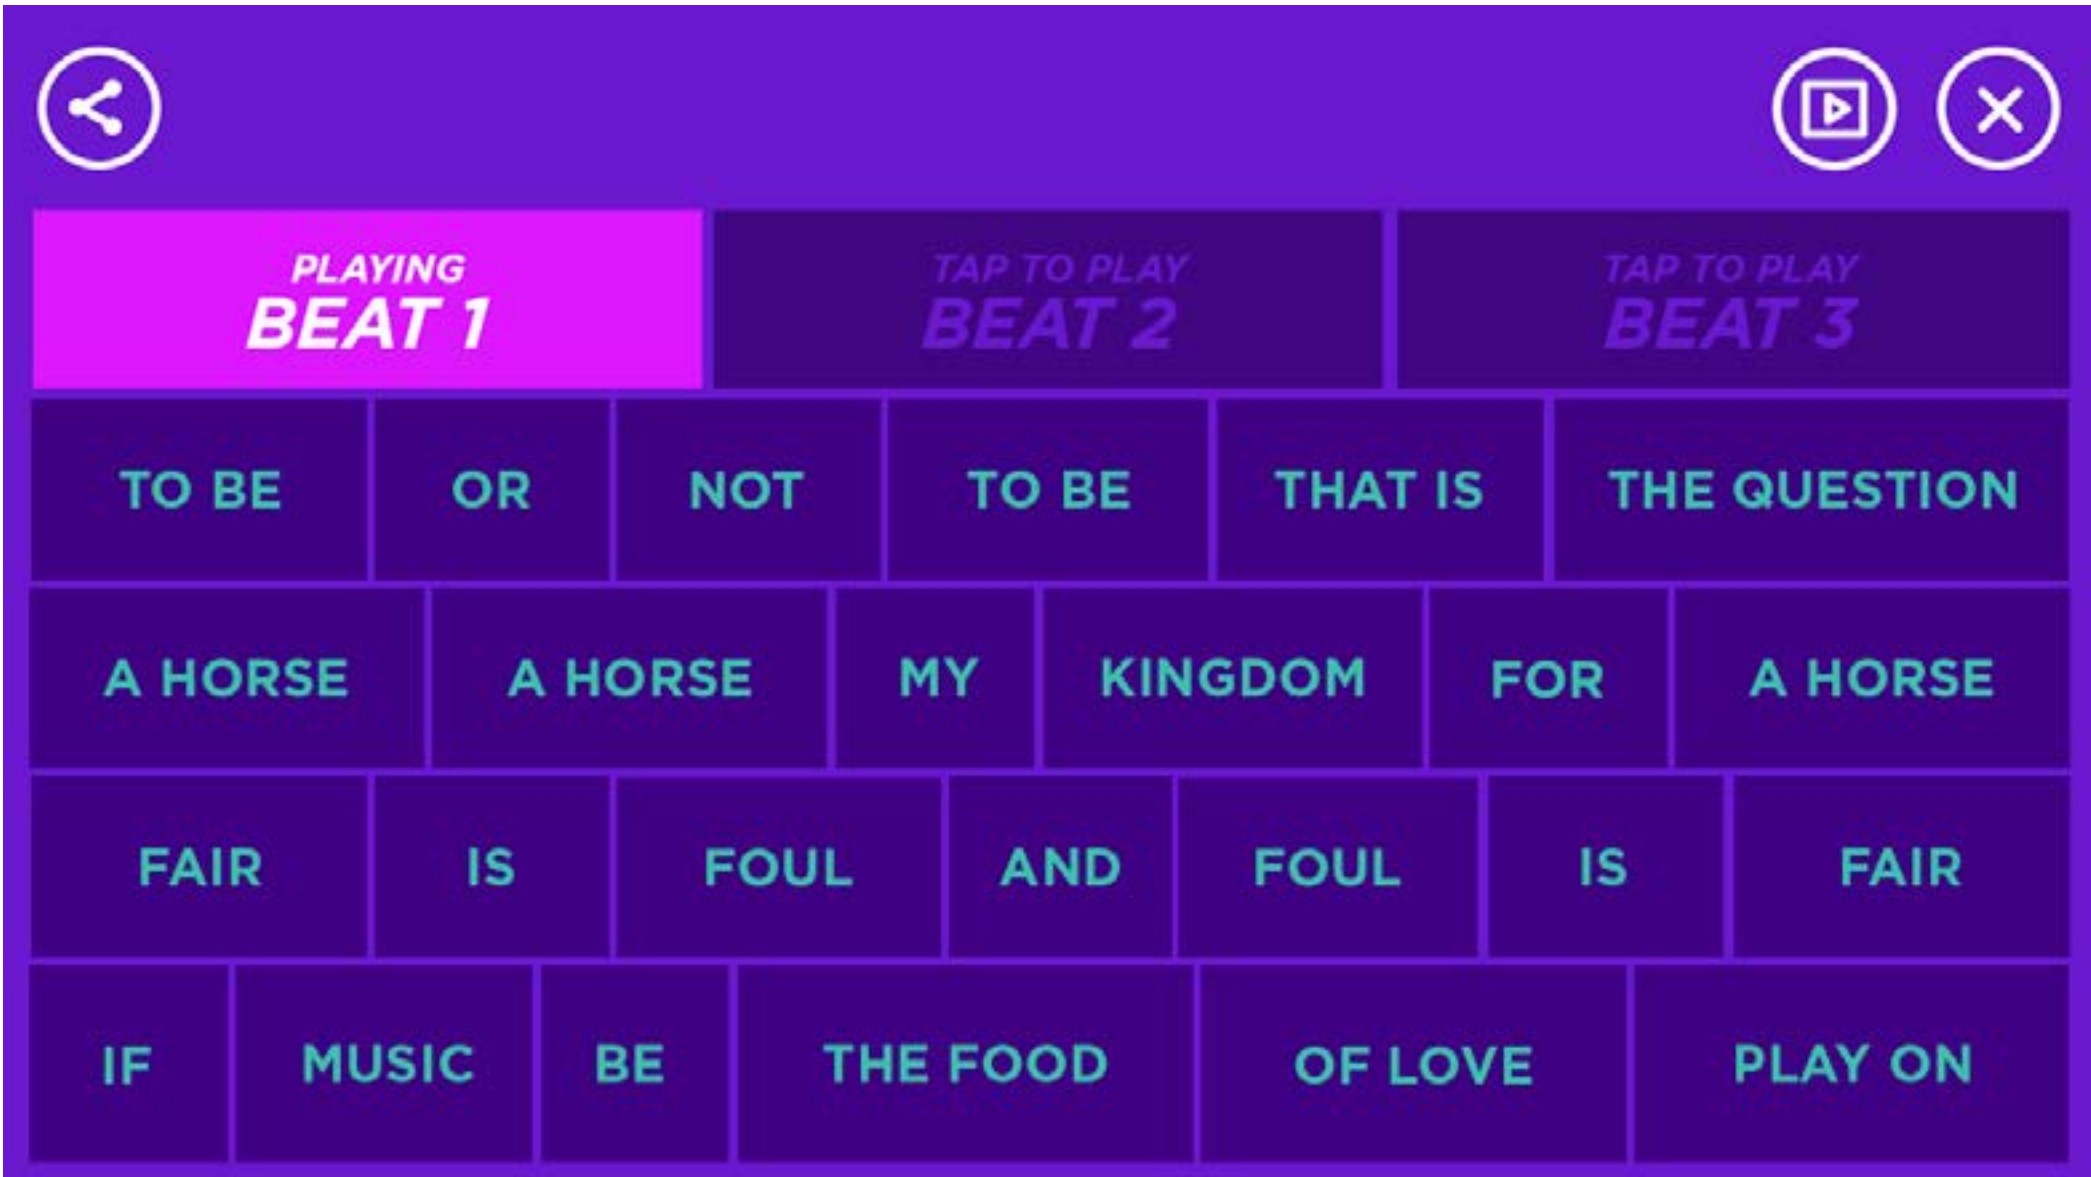 PLAYING TAP TO PLAY TAP TO PLAY
BEAT 1 BEAT 2 BEAT 3
TO BE OR NOT TO BE THAT IS THE QUESTION
A HORSE A HORSE MY KINGDOM FOR A HORSE
FAIR IS FOUL AND FOUL IS FAIR
IF MUSIC BE THE FOOD OF LOVE PLAY ON